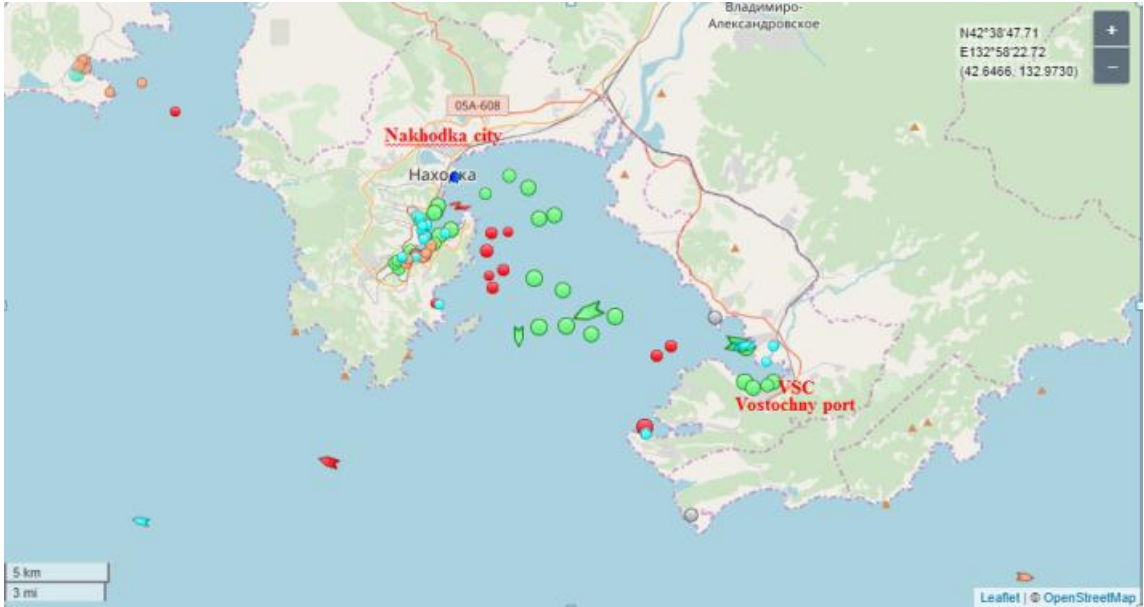 Владимиро-
Александровское
N42°38'47.71
E132°58'22.72
(42.6466, 132.9730)
+
−
05A-608
Nakhodka city
Находка
VSC
Vostochny port
5 km
3 mi
Leaflet | © OpenStreetMap